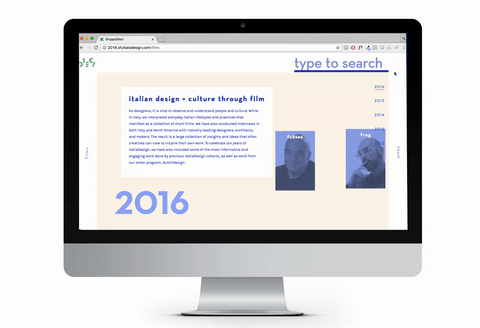 GruppoDieci
2016.sfuitaliadesign.com/films
type to search
2016
2015
2014
2013
italian design + culture through film
As designers, it is vital to observe and understand people and culture. While
in Italy, we interpreted everyday Italian lifestyles and practices that
manifest as a collection of short films. We have also conducted interviews in
both Italy and North America with industry-leading designers, architects,
and makers. The result is a large collection of insights and ideas that other
creatives can view to inspire their own work. To celebrate ten years of
ItaliaDesign, we have also included some of the most informative and
engaging work done by previous ItaliaDesign cohorts, as well as work from
our sister program, dutchDesign.
fuksas
frog
films
team
2016